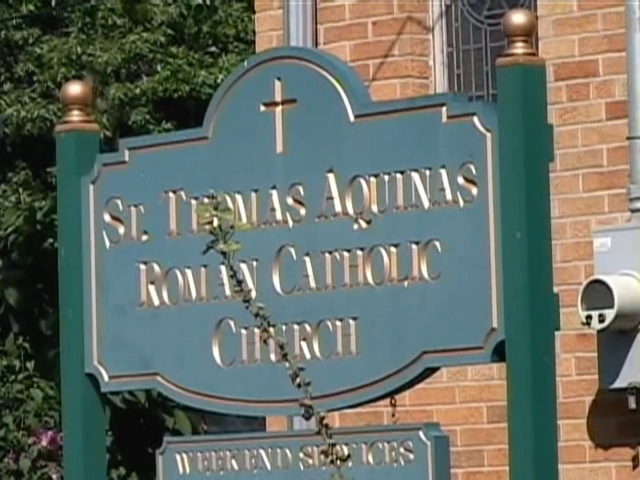 St. Thomas Aquinas
Roman Catholic
Church
Weekend Services